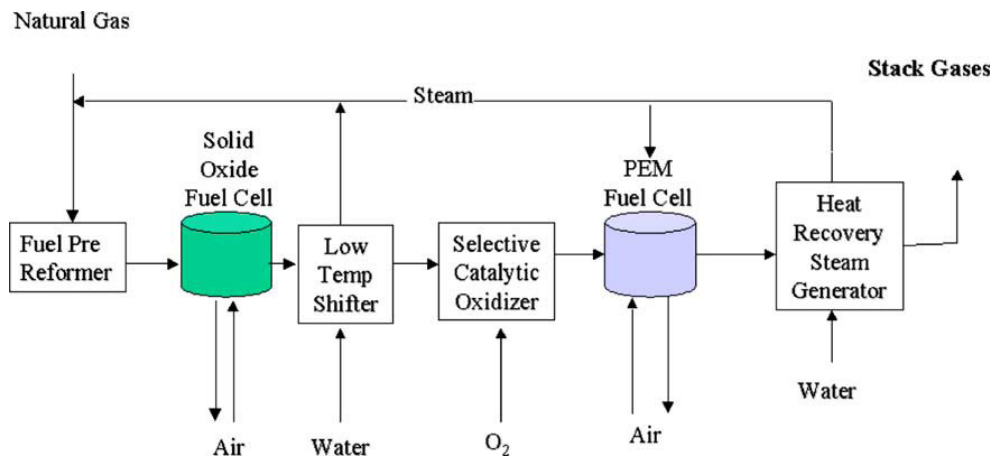 Natural Gas
Stack Gases
Steam
Solid
Oxide
Fuel Cell
PEM
Fuel Cell
Fuel Pre
Reformer
Low
Temp
Shifter
Selective
Catalytic
Oxidizer
Heat
Recovery
Steam
Generator
Air
Water
O₂
Air
Water